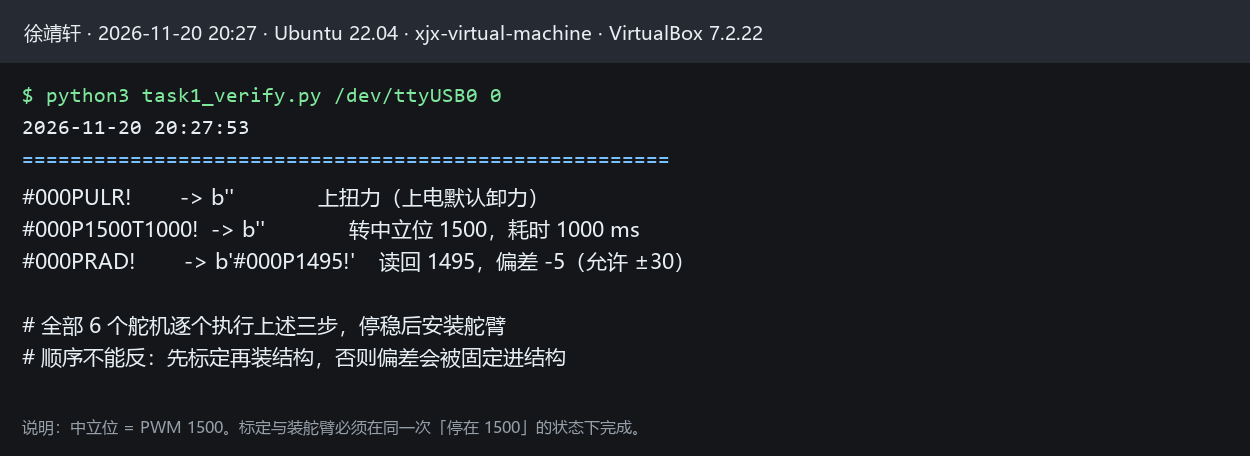 徐靖轩 · 2026-11-20 20:27 · Ubuntu 22.04 · xjx-virtual-machine · VirtualBox 7.2.22
$ python3 task1_verify.py /dev/ttyUSB0 0
2026-11-20 20:27:53
======================================================
#000PULR! -> b'' 上扭力（上电默认卸力）
#000P1500T1000! -> b'' 转中立位 1500，耗时 1000 ms
#000PRAD! -> b'#000P1495!' 读回 1495，偏差 -5（允许 ±30）
# 全部 6 个舵机逐个执行上述三步，停稳后安装舵臂
# 顺序不能反：先标定再装结构，否则偏差会被固定进结构
说明：中立位 = PWM 1500。标定与装舵臂必须在同一次「停在 1500」的状态下完成。